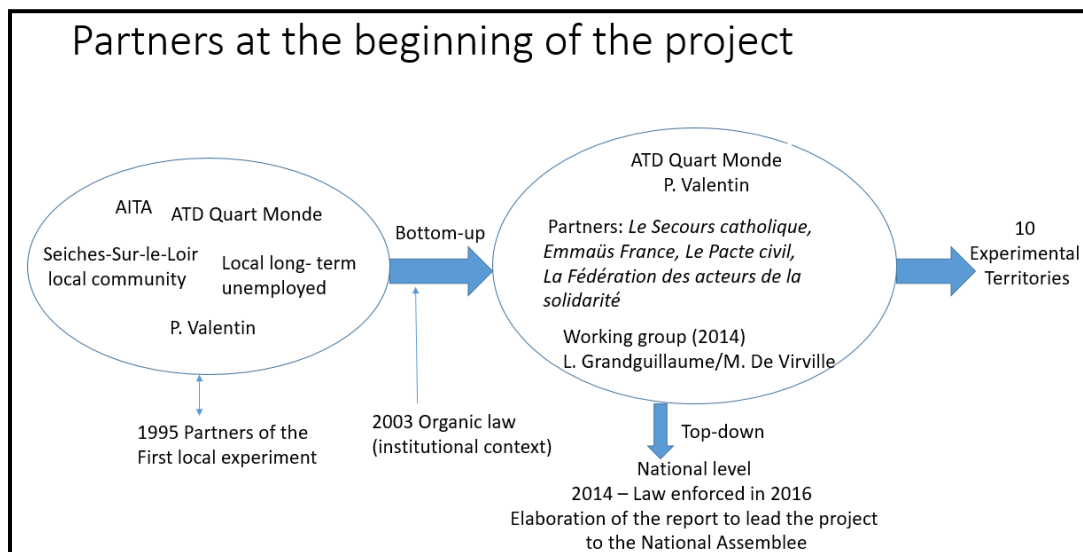 Partners at the beginning of the project
AITA
ATD Quart Monde
Seiches-Sur-le-Loir
local community
Local long- term
unemployed
P. Valentin
1995 Partners of the
First local experiment
Bottom-up
2003 Organic law
(institutional context)
ATD Quart Monde
P. Valentin
Partners: Le Secours catholique,
Emmaüs France, Le Pacte civil,
La Fédération des acteurs de la
solidarité
Working group (2014)
L. Grandguillaume/M. De Virville
Top-down
National level
2014 – Law enforced in 2016
Elaboration of the report to lead the project
to the National Assemblee
10
Experimental
Territories